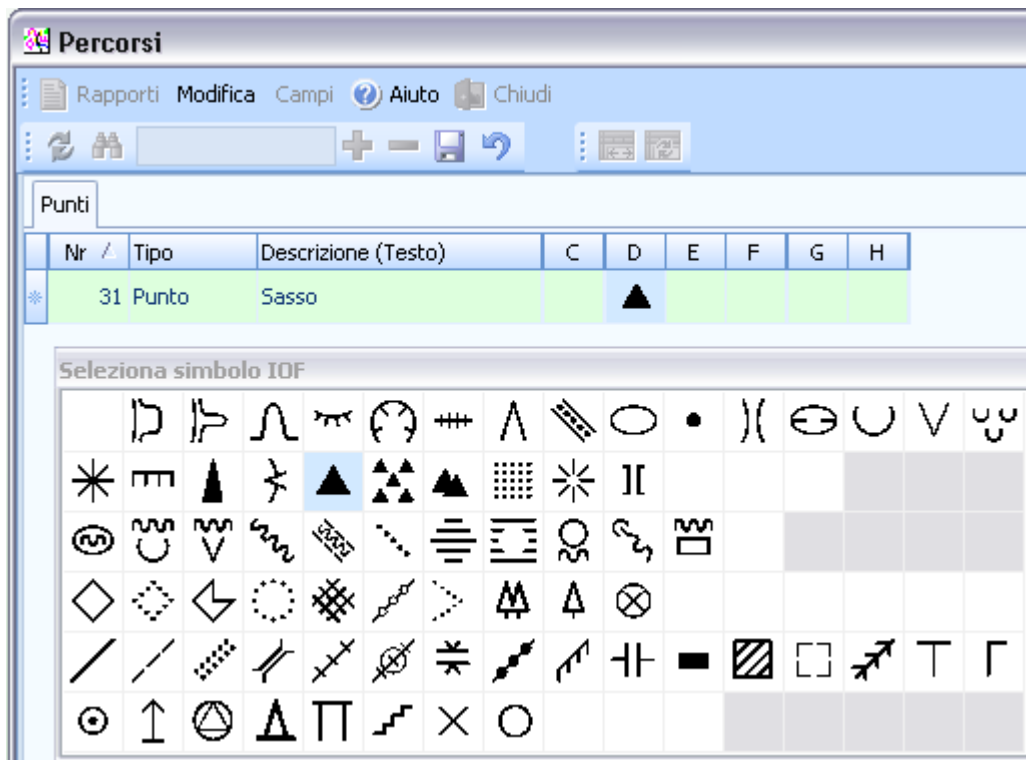 Percorsi
Rapporti Modifica Campi Aiuto Chiudi
Punti
Nr Tipo Descrizione (Testo) C D E F G H
31 Punto Sasso
Seleziona simbolo IOF